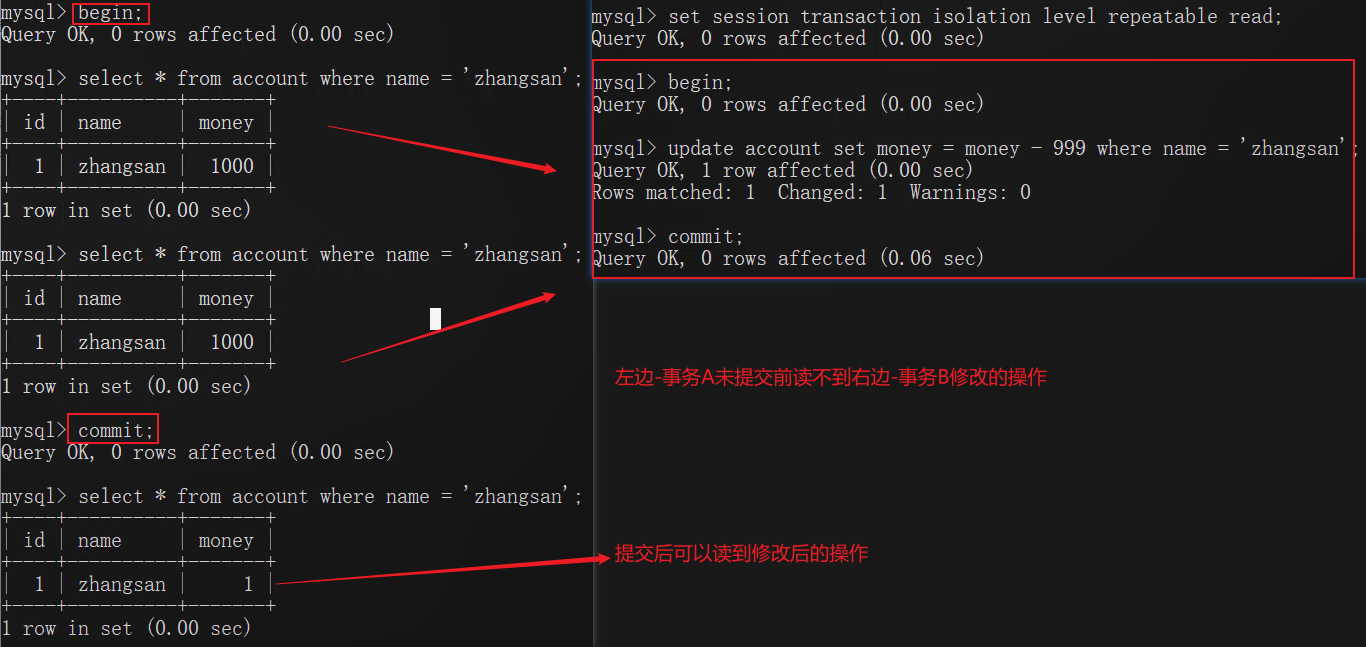 mysql> begin;
Query OK, 0 rows affected (0.00 sec)
mysql> select * from account where name = 'zhangsan';
+----+----------+-------+
| id | name     | money |
+----+----------+-------+
|  1 | zhangsan |  1000 |
+----+----------+-------+
1 row in set (0.00 sec)
mysql> select * from account where name = 'zhangsan';
+----+----------+-------+
| id | name     | money |
+----+----------+-------+
|  1 | zhangsan |  1000 |
+----+----------+-------+
1 row in set (0.00 sec)
mysql> commit;
Query OK, 0 rows affected (0.00 sec)
mysql> select * from account where name = 'zhangsan';
+----+----------+-------+
| id | name     | money |
+----+----------+-------+
|  1 | zhangsan |     1 |
+----+----------+-------+
1 row in set (0.00 sec)
mysql> set session transaction isolation level repeatable read;
Query OK, 0 rows affected (0.00 sec)
mysql> begin;
Query OK, 0 rows affected (0.00 sec)
mysql> update account set money = money - 999 where name = 'zhangsan';
Query OK, 1 row affected (0.00 sec)
Rows matched: 1  Changed: 1  Warnings: 0
mysql> commit;
Query OK, 0 rows affected (0.06 sec)
左边-事务A未提交前读不到右边-事务B修改的操作
提交后可以读到修改后的操作